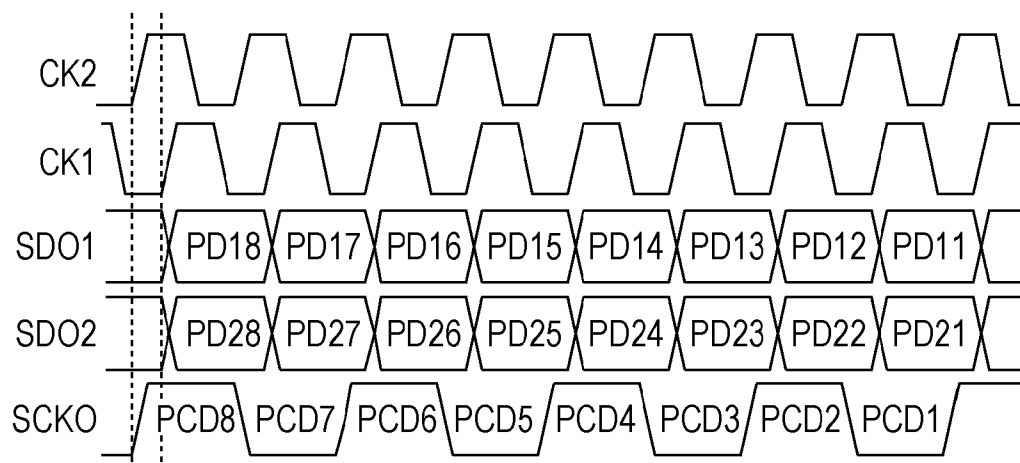 CK2
CK1
SDO1 PD18 PD17 PD16 PD15 PD14 PD13 PD12 PD11
SDO2 PD28 PD27 PD26 PD25 PD24 PD23 PD22 PD21
SCKO PCD8 PCD7 PCD6 PCD5 PCD4 PCD3 PCD2 PCD1